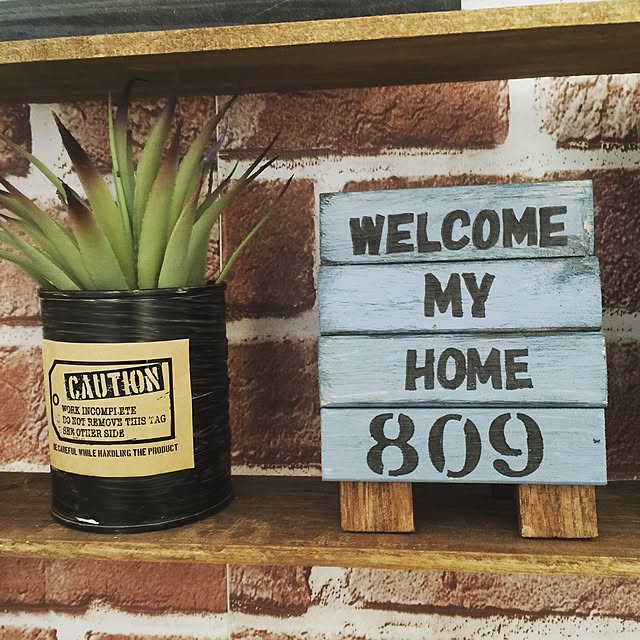 CAUTION
WORK INCOMPLETE
DO NOT REMOVE THIS TAG
SEE OTHER SIDE
BE CAREFUL WHILE HANDLING THE PRODUCT
WELCOME
MY
HOME
809